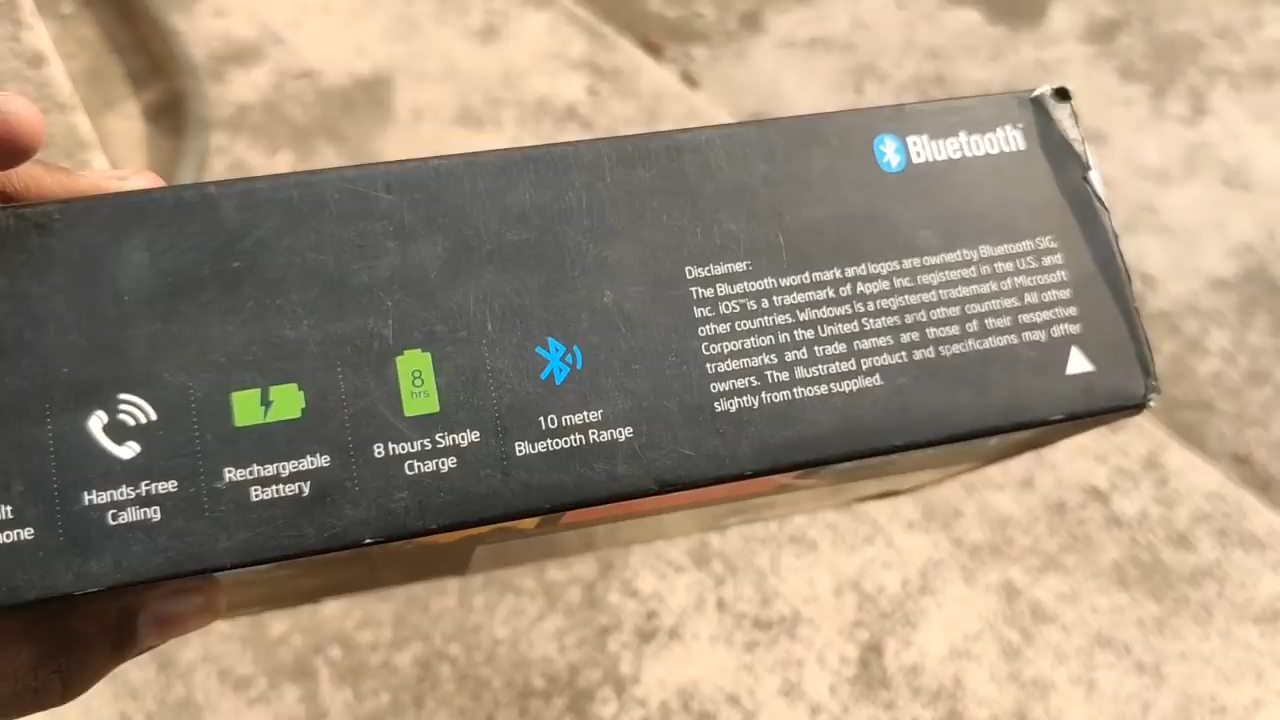 Bluetooth™
Disclaimer:
The Bluetooth word mark and logos are owned by Bluetooth SIG,
Inc. iOS™ is a trademark of Apple Inc. registered in the U.S. and
other countries. Windows is a registered trademark of Microsoft
Corporation in the United States and other countries. All other
trademarks and trade names are those of their respective
owners. The illustrated product and specifications may differ
slightly from those supplied.
lt
one
Hands-Free
Calling
Rechargeable
Battery
8
hrs
8 hours Single
Charge
10 meter
Bluetooth Range